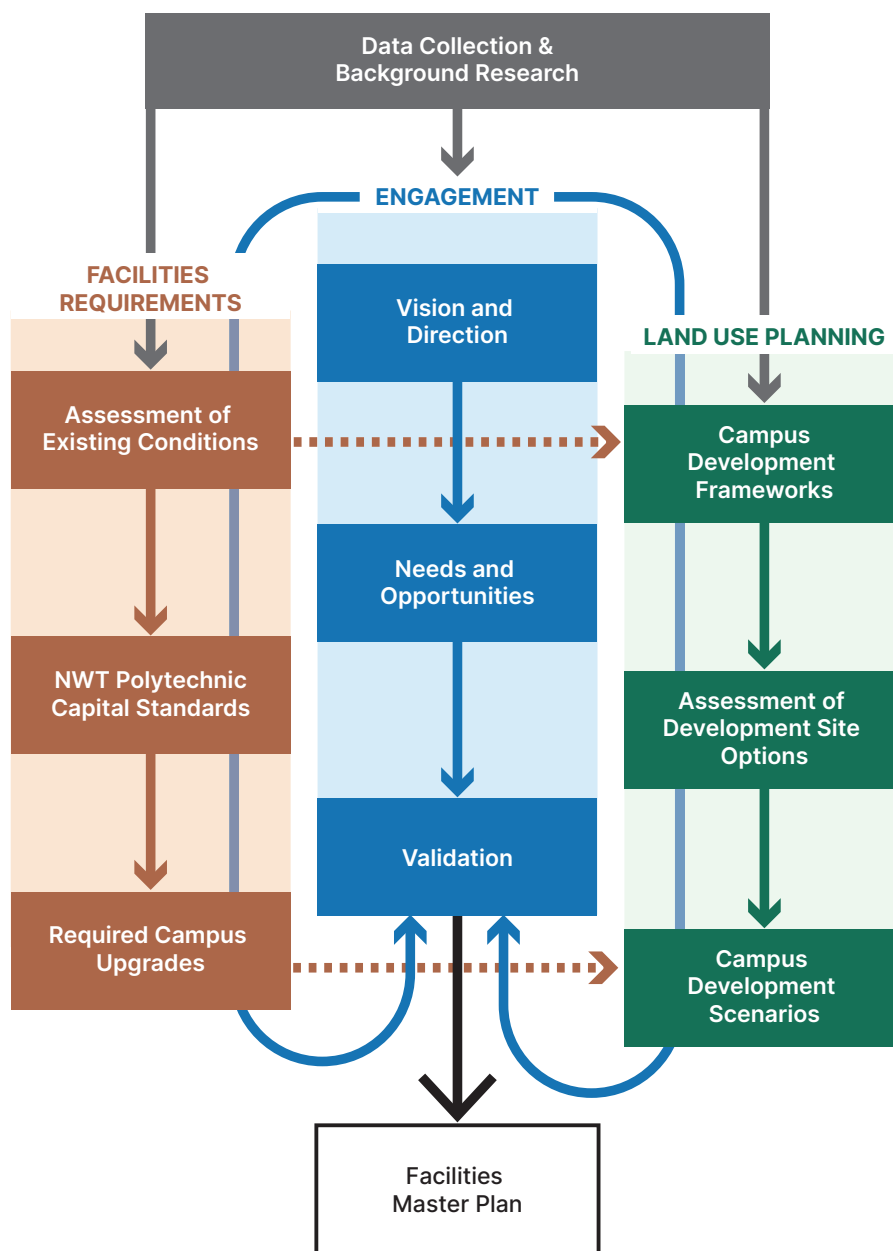 Data Collection &
Background Research
ENGAGEMENT
FACILITIES
REQUIREMENTS
LAND USE PLANNING
Vision and
Direction
Assessment of
Existing Conditions
Campus
Development
Frameworks
Needs and
Opportunities
NWT Polytechnic
Capital Standards
Assessment of
Development Site
Options
Validation
Required Campus
Upgrades
Campus
Development
Scenarios
Facilities
Master Plan